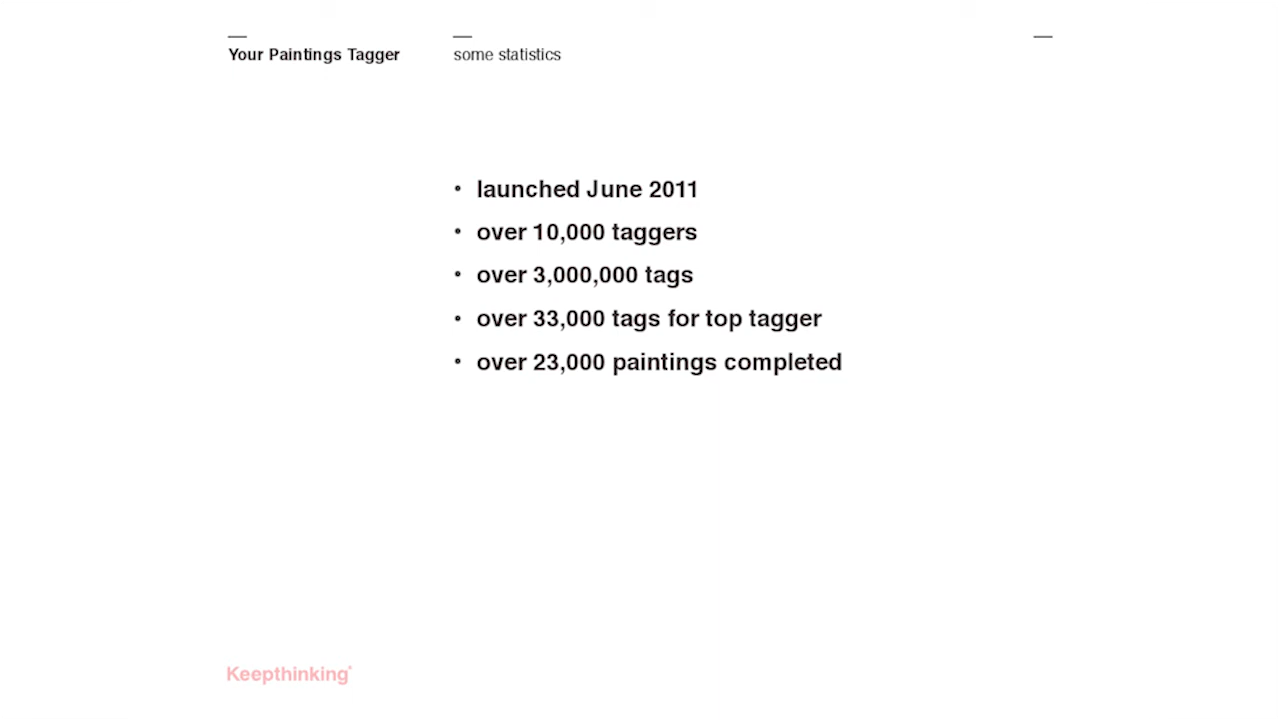 Your Paintings Tagger
some statistics
• launched June 2011
• over 10,000 taggers
• over 3,000,000 tags
• over 33,000 tags for top tagger
• over 23,000 paintings completed
Keepthinking*